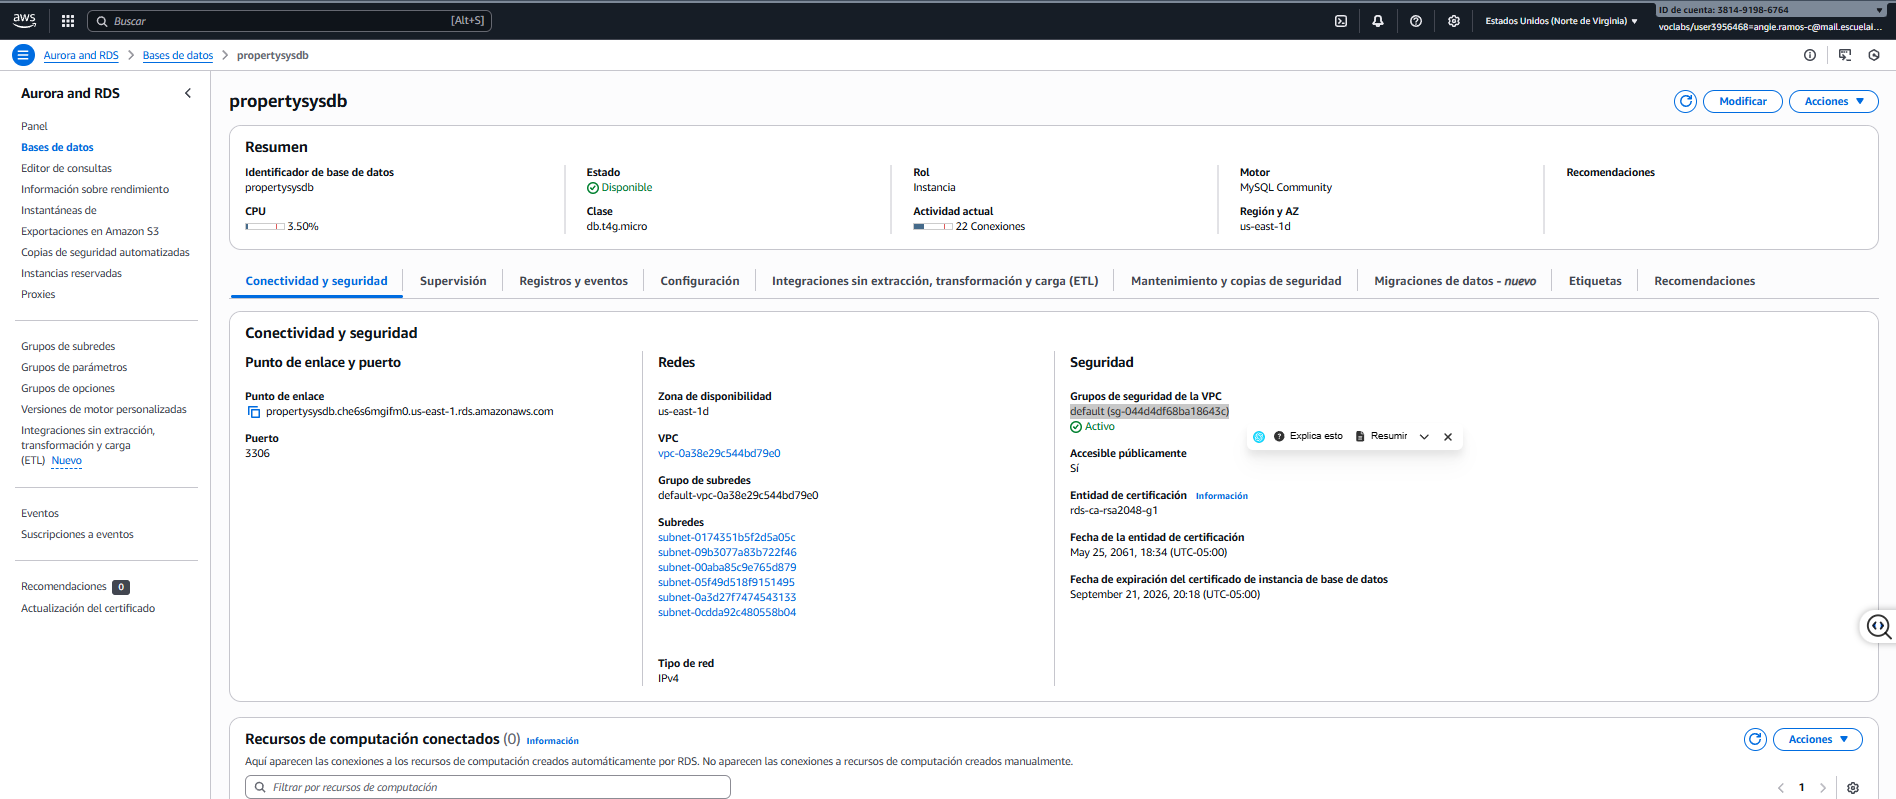 aws
Buscar
[Alt+S]
Estados Unidos (Norte de Virginia)
ID de cuenta: 3814-9198-6764
voclabs/user3956468=angie.ramos-c@mail.escuelai...
Aurora and RDS
Bases de datos
propertysysdb
Aurora and RDS
Panel
Bases de datos
Editor de consultas
Información sobre rendimiento
Instantáneas de
Exportaciones en Amazon S3
Copias de seguridad automatizadas
Instancias reservadas
Proxies
Grupos de subredes
Grupos de parámetros
Grupos de opciones
Versiones de motor personalizadas
Integraciones sin extracción,
transformación y carga
(ETL) Nuevo
Eventos
Suscripciones a eventos
Recomendaciones 0
Actualización del certificado
propertysysdb
Modificar
Acciones
Resumen
Identificador de base de datos
propertysysdb
CPU
3.50%
Estado
Disponible
Clase
db.t4g.micro
Rol
Instancia
Actividad actual
22 Conexiones
Motor
MySQL Community
Región y AZ
us-east-1d
Recomendaciones
Conectividad y seguridad
Supervisión
Registros y eventos
Configuración
Integraciones sin extracción, transformación y carga (ETL)
Mantenimiento y copias de seguridad
Migraciones de datos - nuevo
Etiquetas
Recomendaciones
Conectividad y seguridad
Punto de enlace y puerto
Punto de enlace
propertysysdb.che6s6mgifm0.us-east-1.rds.amazonaws.com
Puerto
3306
Redes
Zona de disponibilidad
us-east-1d
VPC
vpc-0a38e29c544bd79e0
Grupo de subredes
default-vpc-0a38e29c544bd79e0
Subredes
subnet-0174351b5f2d5a05c
subnet-09b3077a83b722f46
subnet-00aba85c9e765d879
subnet-05f49d518f9151495
subnet-0a3d27f7474543133
subnet-0cdda92c480558b04
Tipo de red
IPv4
Seguridad
Grupos de seguridad de la VPC
default (sg-044d4df68ba18643c)
Activo
Explica esto
Resumir
Accesible públicamente
Sí
Entidad de certificación Información
rds-ca-rsa2048-g1
Fecha de la entidad de certificación
May 25, 2061, 18:34 (UTC-05:00)
Fecha de expiración del certificado de instancia de base de datos
September 21, 2026, 20:18 (UTC-05:00)
Recursos de computación conectados (0) Información
Acciones
Aquí aparecen las conexiones a los recursos de computación creados automáticamente por RDS. No aparecen las conexiones a recursos de computación creados manualmente.
Filtrar por recursos de computación
1